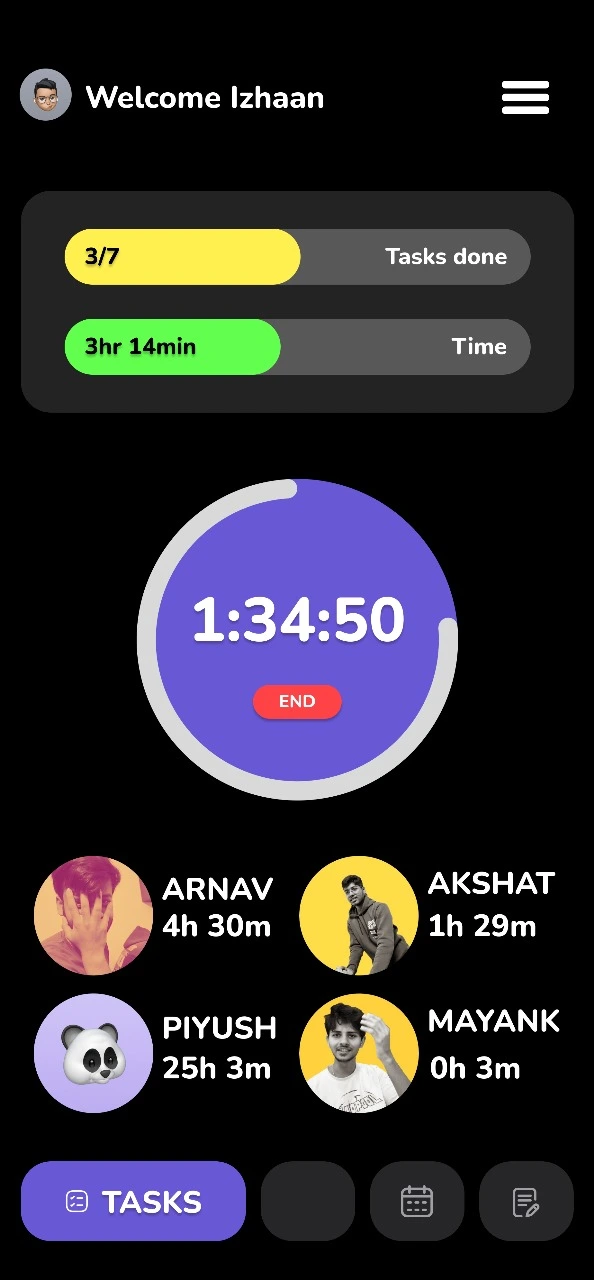 Welcome Izhaan
3/7 Tasks done
3hr 14min Time
1:34:50
END
ARNAV
4h 30m
AKSHAT
1h 29m
PIYUSH
25h 3m
MAYANK
0h 3m
TASKS